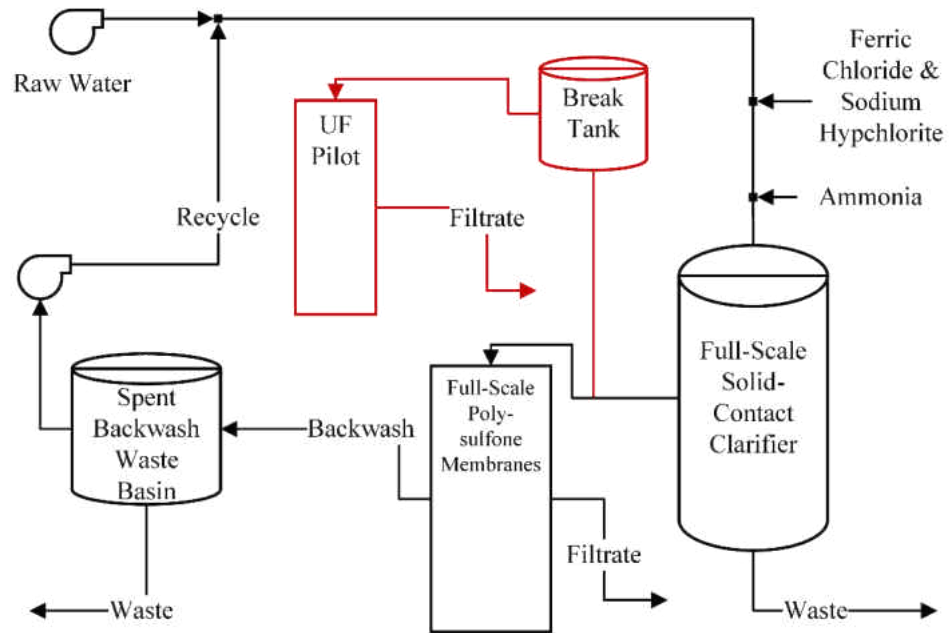 Raw Water
Ferric
Chloride &
Sodium
Hypchlorite
Ammonia
Break
Tank
UF
Pilot
Filtrate
Recycle
Full-Scale
Solid-
Contact
Clarifier
Full-Scale
Poly-
sulfone
Membranes
Backwash
Spent
Backwash
Waste
Basin
Filtrate
Waste
Waste